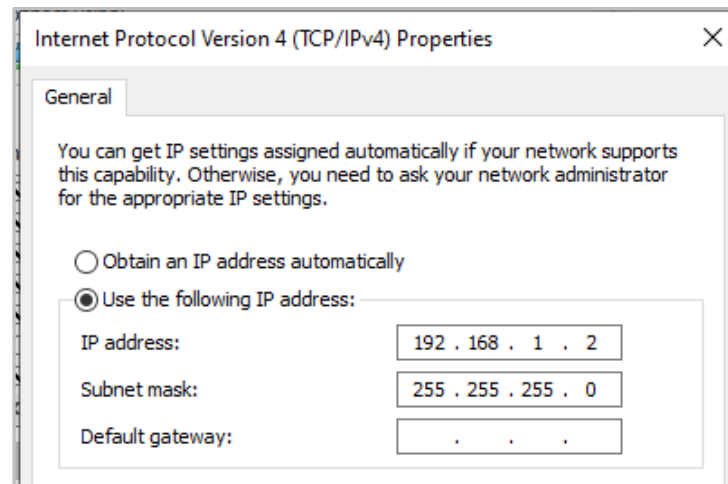 Internet Protocol Version 4 (TCP/IPv4) Properties
General
You can get IP settings assigned automatically if your network supports
this capability. Otherwise, you need to ask your network administrator
for the appropriate IP settings.
Obtain an IP address automatically
Use the following IP address:
IP address: 192 . 168 . 1 . 2
Subnet mask: 255 . 255 . 255 . 0
Default gateway: . . .